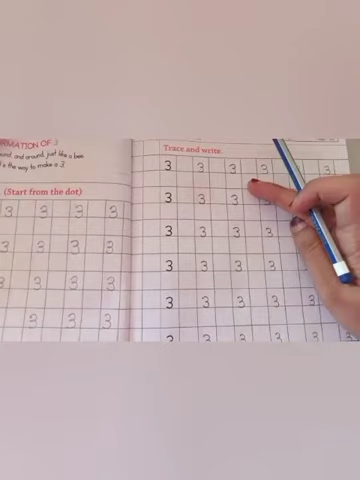 RMATION OF 3
und and around, just like a bee.
's the way to make a 3.
(Start from the dot)
3 3 3 3
3 3 3 3
3 3 3 3
3 3 3
Trace and write.
3 3 3 3 3
3 3 3
3 3 3 3
3 3 3 3
3 3 3 3 3
3 3 3 3 3